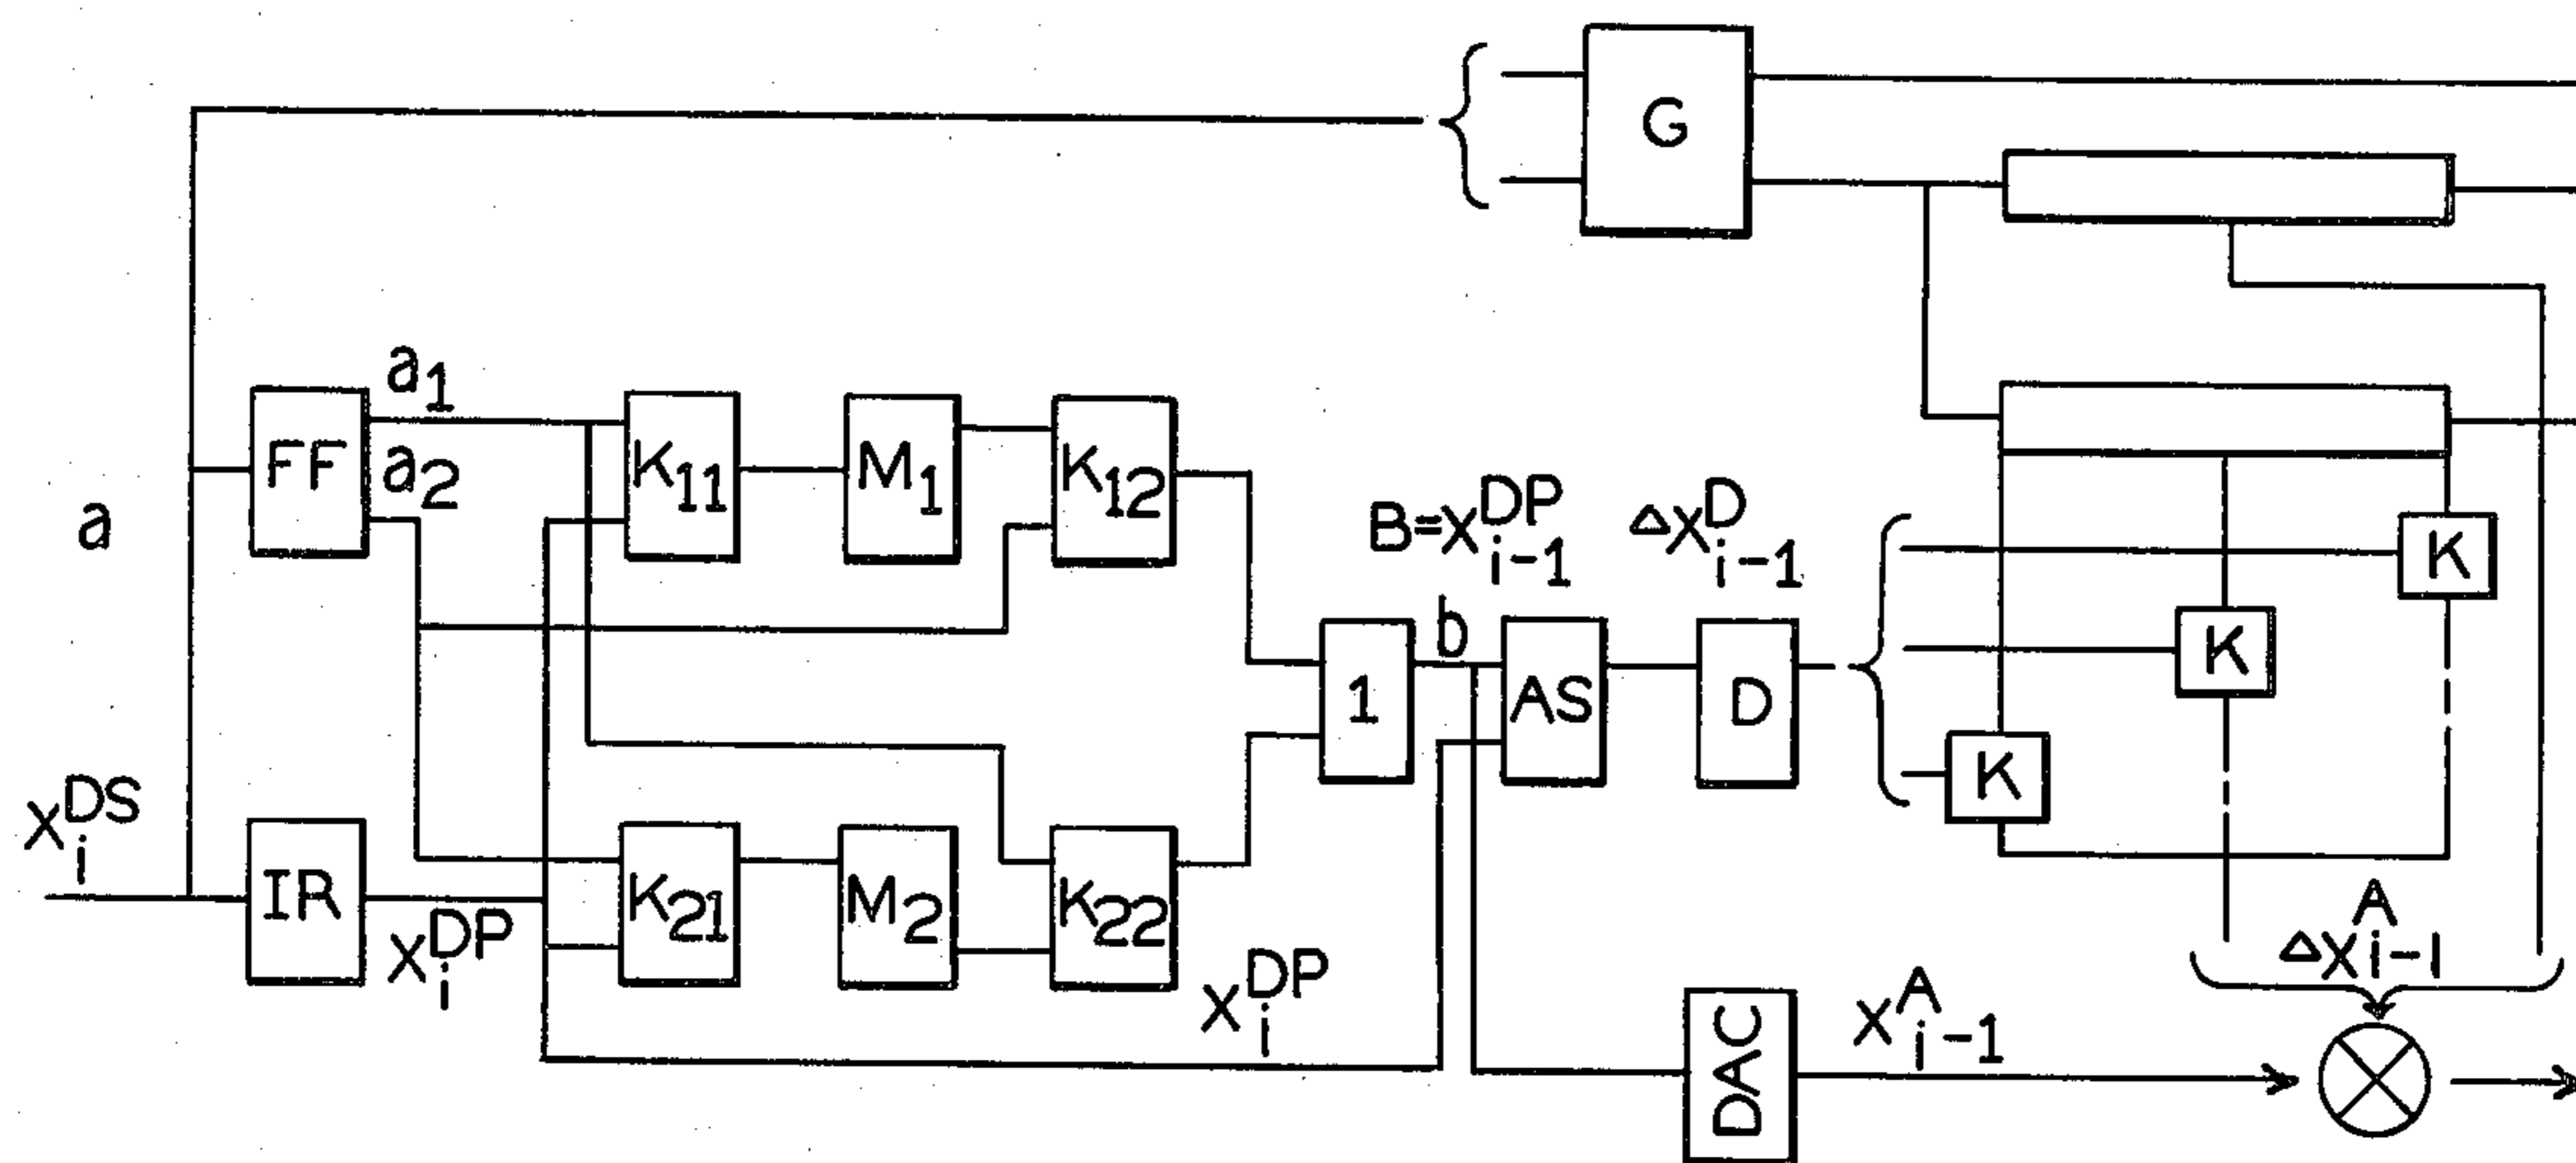 G
a1
FF
a2
K11
M1
K12
a
B=X^DP_i-1
ΔX^D_i-1
K
b
K
1
AS
D
K
X^DS_i
IR
X^DP_i
K21
M2
K22
X^DP_i
ΔX^A_i-1
DAC
X^A_i-1